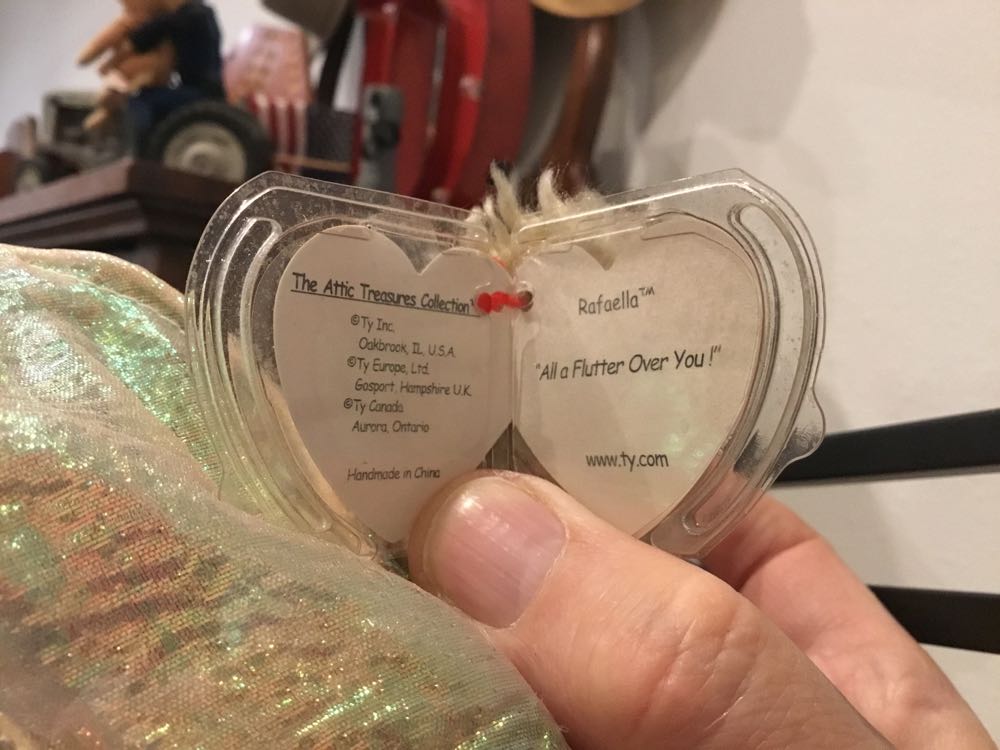 The Attic Treasures Collection™
©Ty Inc.
Oakbrook, IL, U.S.A.
©Ty Europe, Ltd.
Gosport, Hampshire U.K.
©Ty Canada
Aurora, Ontario
Handmade in China
Rafaella™
"All a Flutter Over You !"
www.ty.com